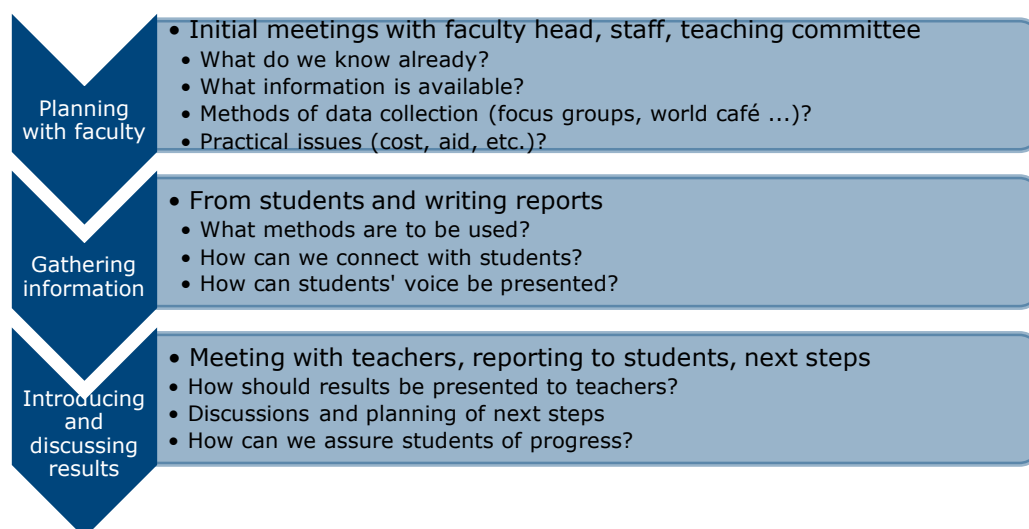 Planning
with faculty
• Initial meetings with faculty head, staff, teaching committee
• What do we know already?
• What information is available?
• Methods of data collection (focus groups, world café ...)?
• Practical issues (cost, aid, etc.)?
Gathering
information
• From students and writing reports
• What methods are to be used?
• How can we connect with students?
• How can students' voice be presented?
Introducing
and
discussing
results
• Meeting with teachers, reporting to students, next steps
• How should results be presented to teachers?
• Discussions and planning of next steps
• How can we assure students of progress?